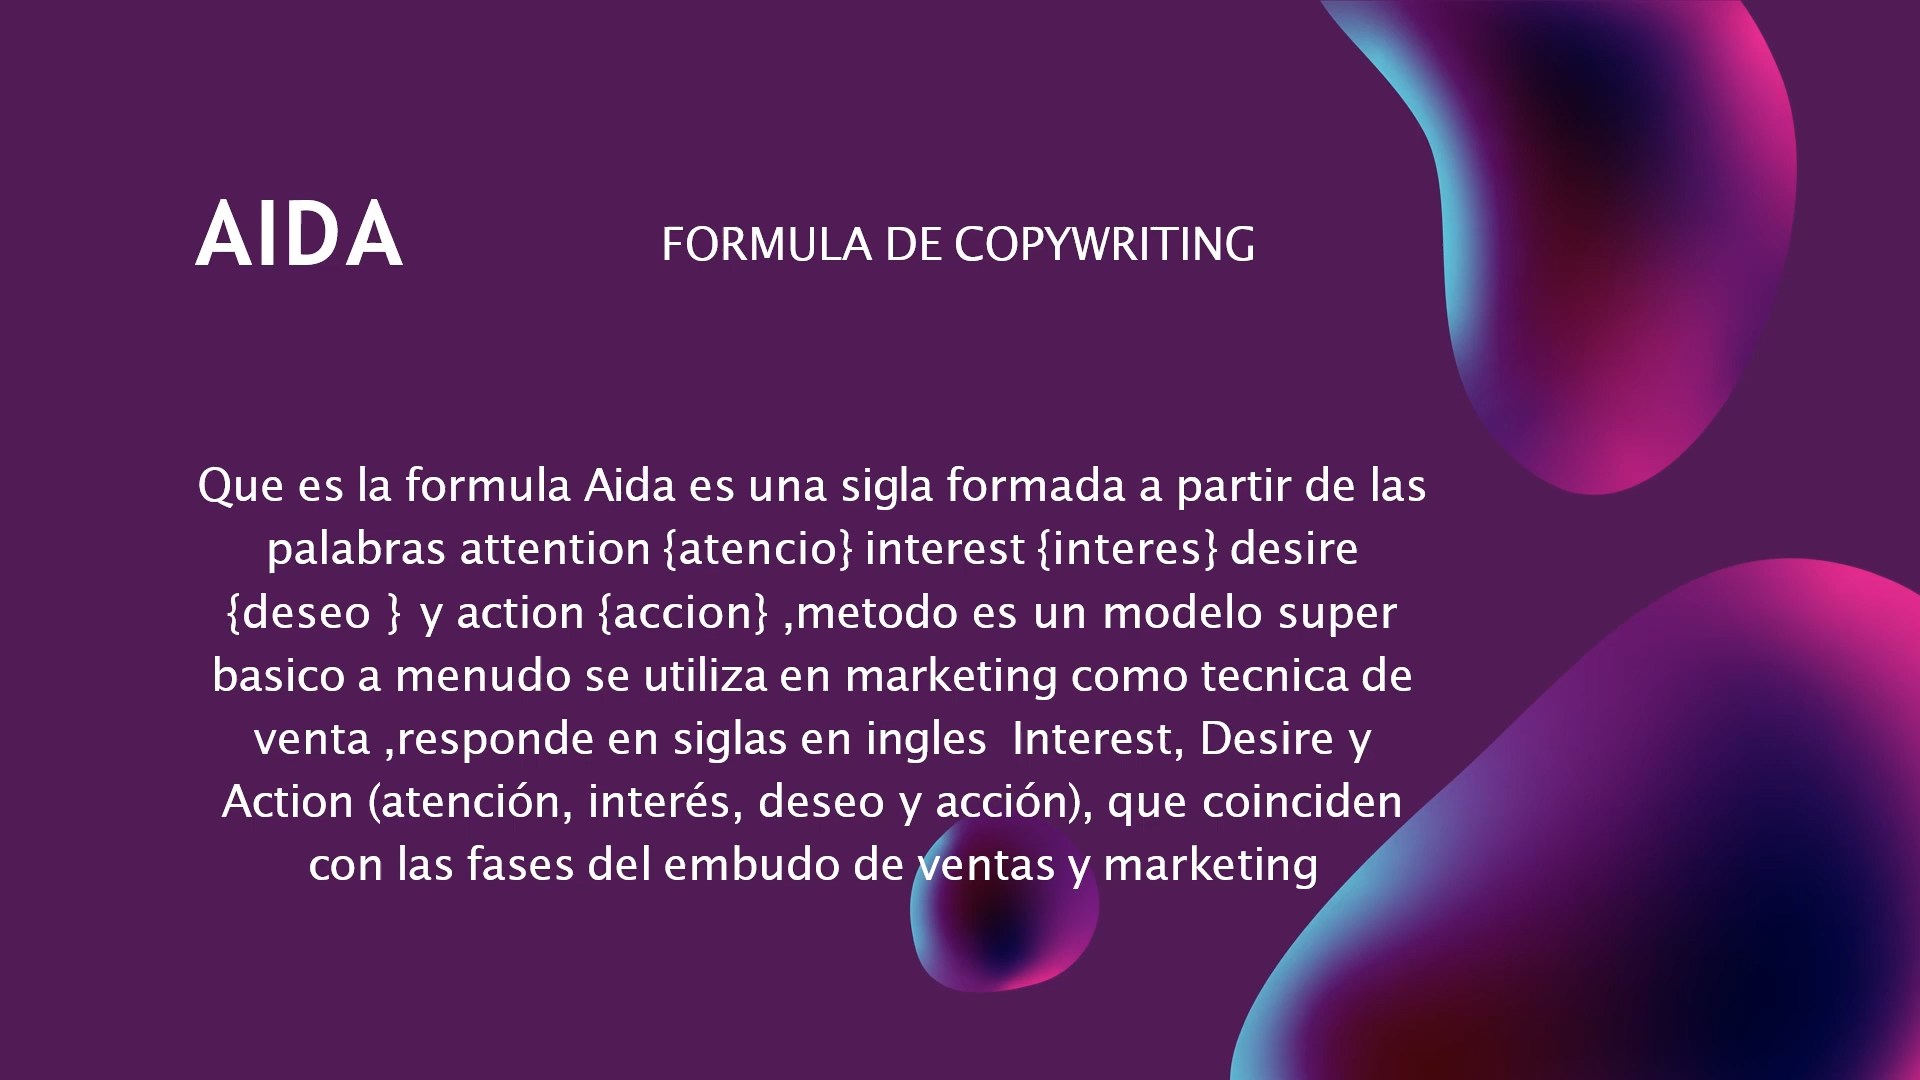 AIDA
FORMULA DE COPYWRITING
Que es la formula Aida es una sigla formada a partir de las
palabras attention {atencio} interest {interes} desire
{deseo } y action {accion} ,metodo es un modelo super
basico a menudo se utiliza en marketing como tecnica de
venta ,responde en siglas en ingles  Interest, Desire y
Action (atención, interés, deseo y acción), que coinciden
con las fases del embudo de ventas y marketing